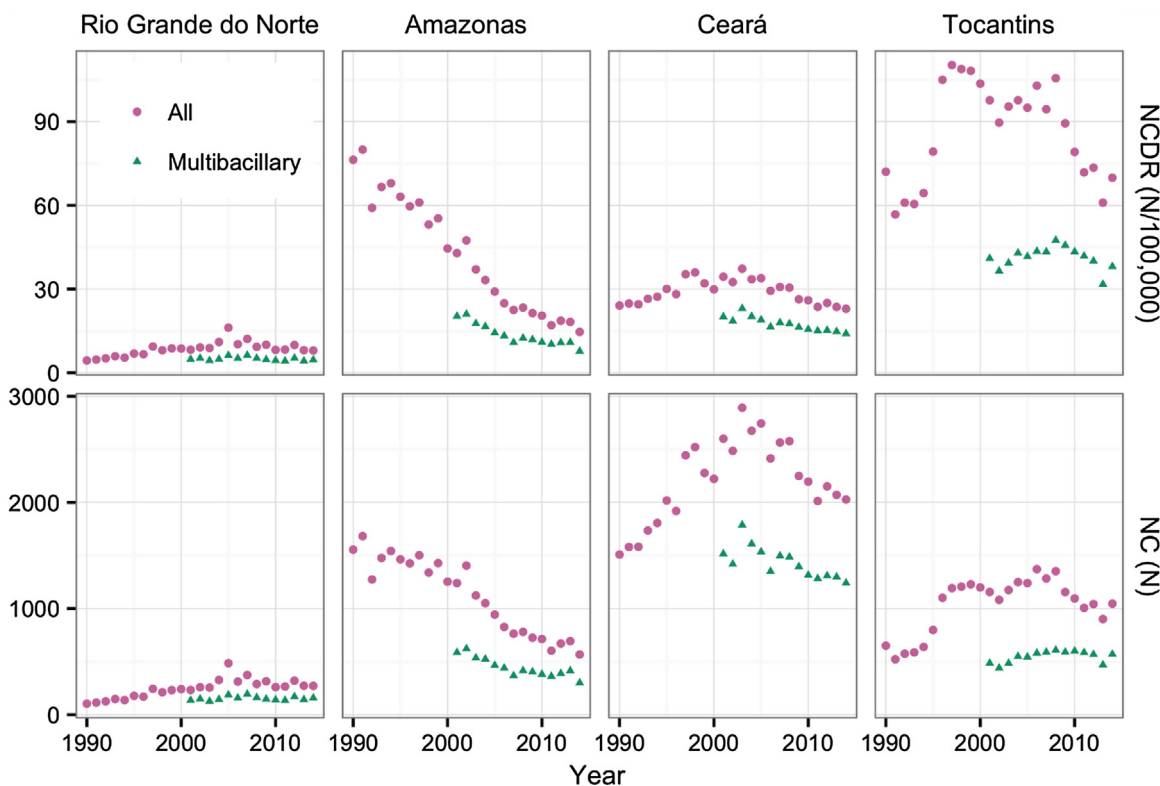 Rio Grande do Norte
Amazonas
Ceará
Tocantins
All
Multibacillary
90
60
30
0
NCDR (N/100,000)
3000
2000
1000
0
NC (N)
1990 2000 2010 1990 2000 2010 1990 2000 2010 1990 2000 2010
Year